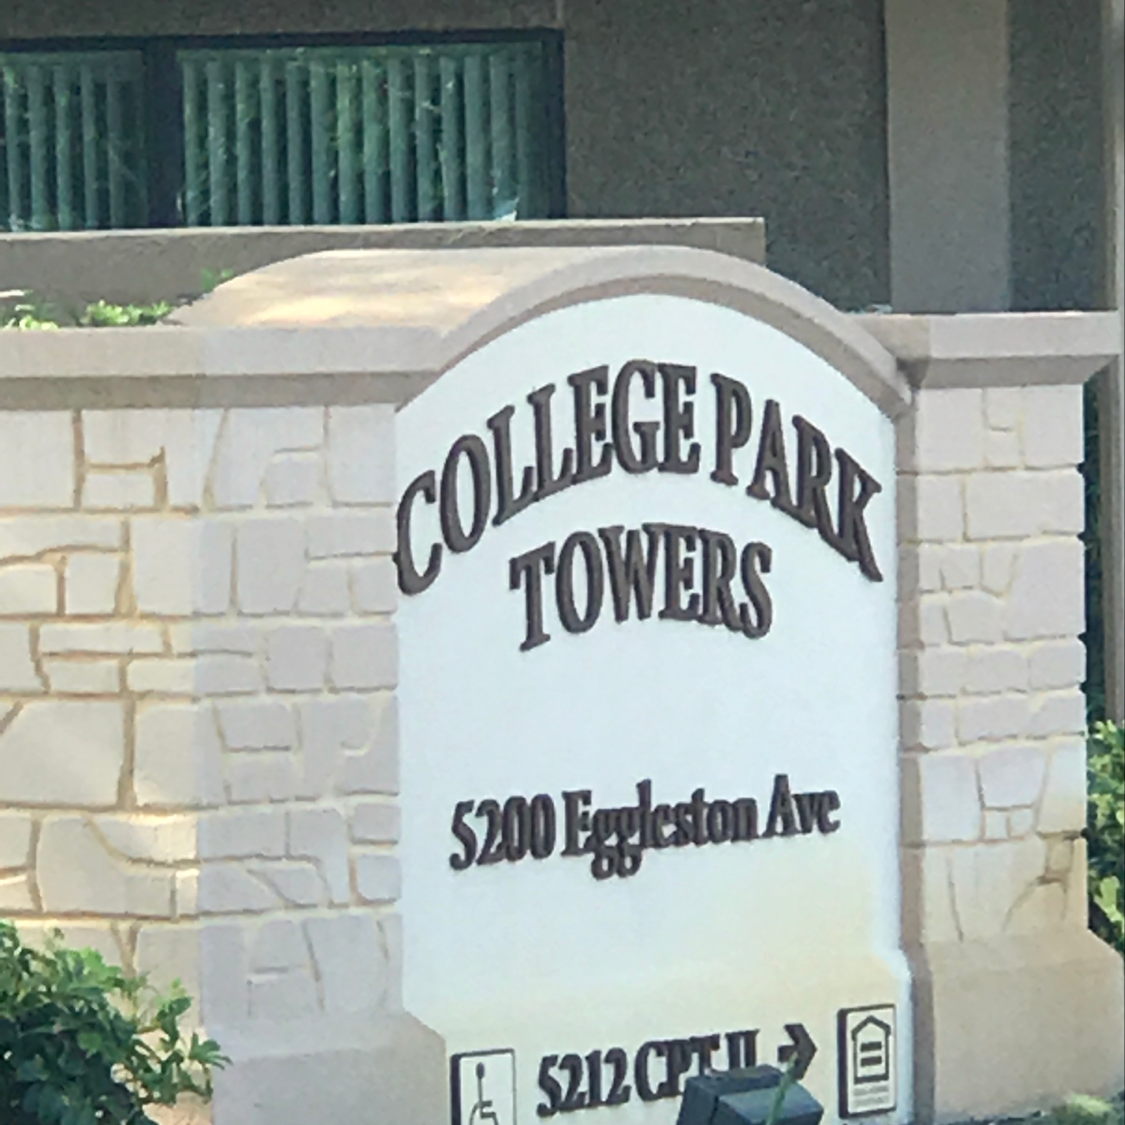 COLLEGE PARK
TOWERS
5200 Eggleston Ave
5212 CPT II